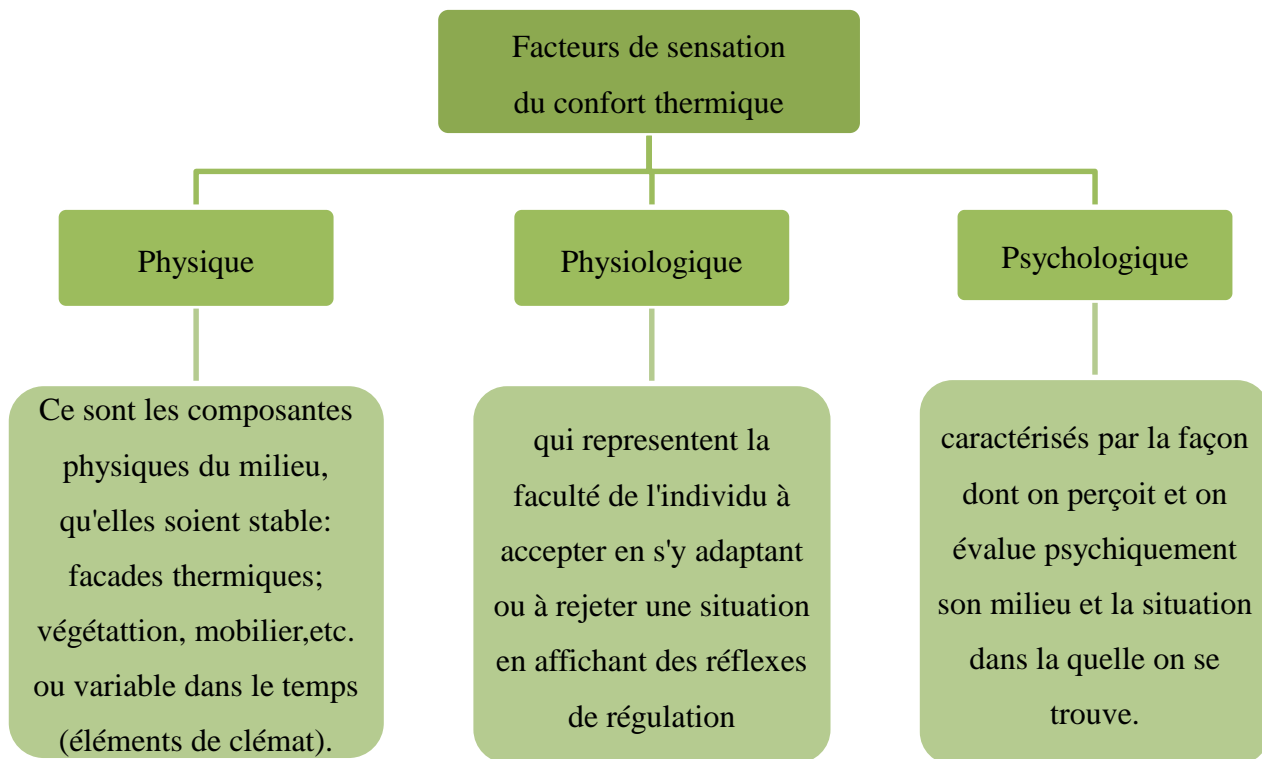 Facteurs de sensation
du confort thermique
Physique
Physiologique
Psychologique
Ce sont les composantes
physiques du milieu,
qu'elles soient stable:
facades thermiques;
végétattion, mobilier,etc.
ou variable dans le temps
(éléments de clémat).
qui representent la
faculté de l'individu à
accepter en s'y adaptant
ou à rejeter une situation
en affichant des réflexes
de régulation
caractérisés par la façon
dont on perçoit et on
évalue psychiquement
son milieu et la situation
dans la quelle on se
trouve.